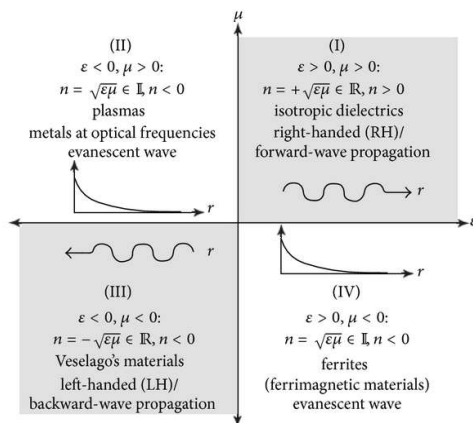 μ
(II)
ε < 0, μ > 0:
n = √εμ ∈ 𝕀, n < 0
plasmas
metals at optical frequencies
evanescent wave
r
(I)
ε > 0, μ > 0:
n = +√εμ ∈ ℝ, n > 0
isotropic dielectrics
right-handed (RH)/
forward-wave propagation
r
ε
r
(III)
ε < 0, μ < 0:
n = −√εμ ∈ ℝ, n < 0
Veselago's materials
left-handed (LH)/
backward-wave propagation
r
(IV)
ε > 0, μ < 0:
n = √εμ ∈ 𝕀, n < 0
ferrites
(ferrimagnetic materials)
evanescent wave